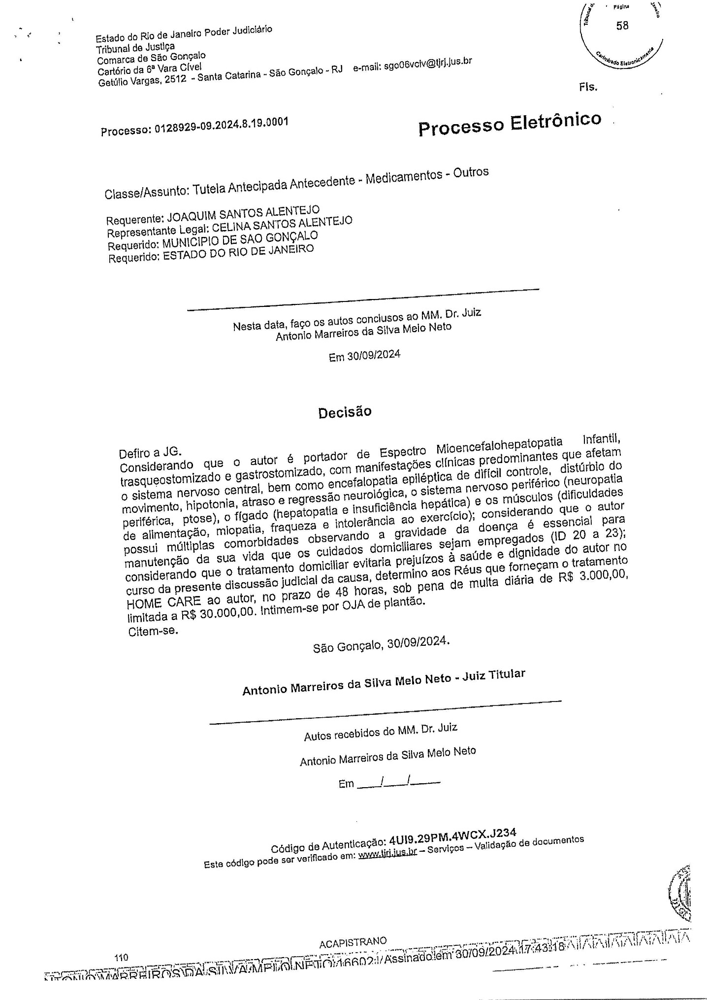 Página
58
Carimbado Eletronicamente
Estado do Rio de Janeiro Poder Judiciário
Tribunal de Justiça
Comarca de São Gonçalo
Cartório da 6ª Vara Cível
Getúlio Vargas, 2512 - Santa Catarina - São Gonçalo - RJ e-mail: sgo06vciv@tjrj.jus.br
Fls.
Processo: 0128929-09.2024.8.19.0001
Processo Eletrônico
Classe/Assunto: Tutela Antecipada Antecedente - Medicamentos - Outros
Requerente: JOAQUIM SANTOS ALENTEJO
Representante Legal: CELINA SANTOS ALENTEJO
Requerido: MUNICIPIO DE SAO GONÇALO
Requerido: ESTADO DO RIO DE JANEIRO
Nesta data, faço os autos conclusos ao MM. Dr. Juiz
Antonio Marreiros da Silva Melo Neto
Em 30/09/2024
Decisão
Defiro a JG.
Considerando que o autor é portador de Espectro Mioencefalohepatopatia Infantil,
trasqueostomizado e gastrostomizado, com manifestações clínicas predominantes que afetam
o sistema nervoso central, bem como encefalopatia epiléptica de difícil controle, distúrbio do
movimento, hipotonia, atraso e regressão neurológica, o sistema nervoso periférico (neuropatia
periférica, ptose), o fígado (hepatopatia e insuficiência hepática) e os músculos (dificuldades
de alimentação, miopatia, fraqueza e intolerância ao exercício); considerando que o autor
possui múltiplas comorbidades observando a gravidade da doença é essencial para
manutenção da sua vida que os cuidados domiciliares sejam empregados (ID 20 a 23);
considerando que o tratamento domiciliar evitaria prejuízos à saúde e dignidade do autor no
curso da presente discussão judicial da causa, determino aos Réus que forneçam o tratamento
HOME CARE ao autor, no prazo de 48 horas, sob pena de multa diária de R$ 3.000,00,
limitada a R$ 30.000,00. Intimem-se por OJA de plantão.
Citem-se.
São Gonçalo, 30/09/2024.
Antonio Marreiros da Silva Melo Neto - Juiz Titular
Autos recebidos do MM. Dr. Juiz
Antonio Marreiros da Silva Melo Neto
Em ____/____/_____
Código de Autenticação: 4UI9.29PM.4WCX.J234
Este código pode ser verificado em: www.tjrj.jus.br – Serviços – Validação de documentos
110
ACAPISTRANO
MARREIROS DA SILVA MELO NETO:16602 Assinado em 30/09/2024 17:43:18